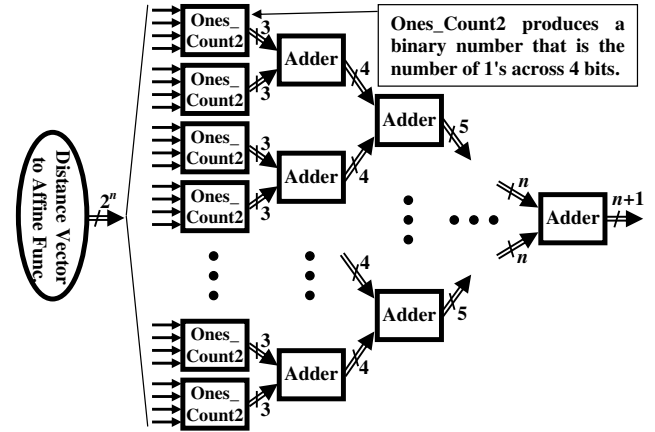 Ones_Count2 produces a
binary number that is the
number of 1's across 4 bits.
Distance Vector
to Affine Func.
2^n
Ones_
Count2
3
Ones_
Count2
3
Adder
4
Ones_
Count2
3
Ones_
Count2
3
Adder
4
Adder
5
n
n
Adder
n+1
4
Ones_
Count2
3
Ones_
Count2
3
Adder
4
Adder
5